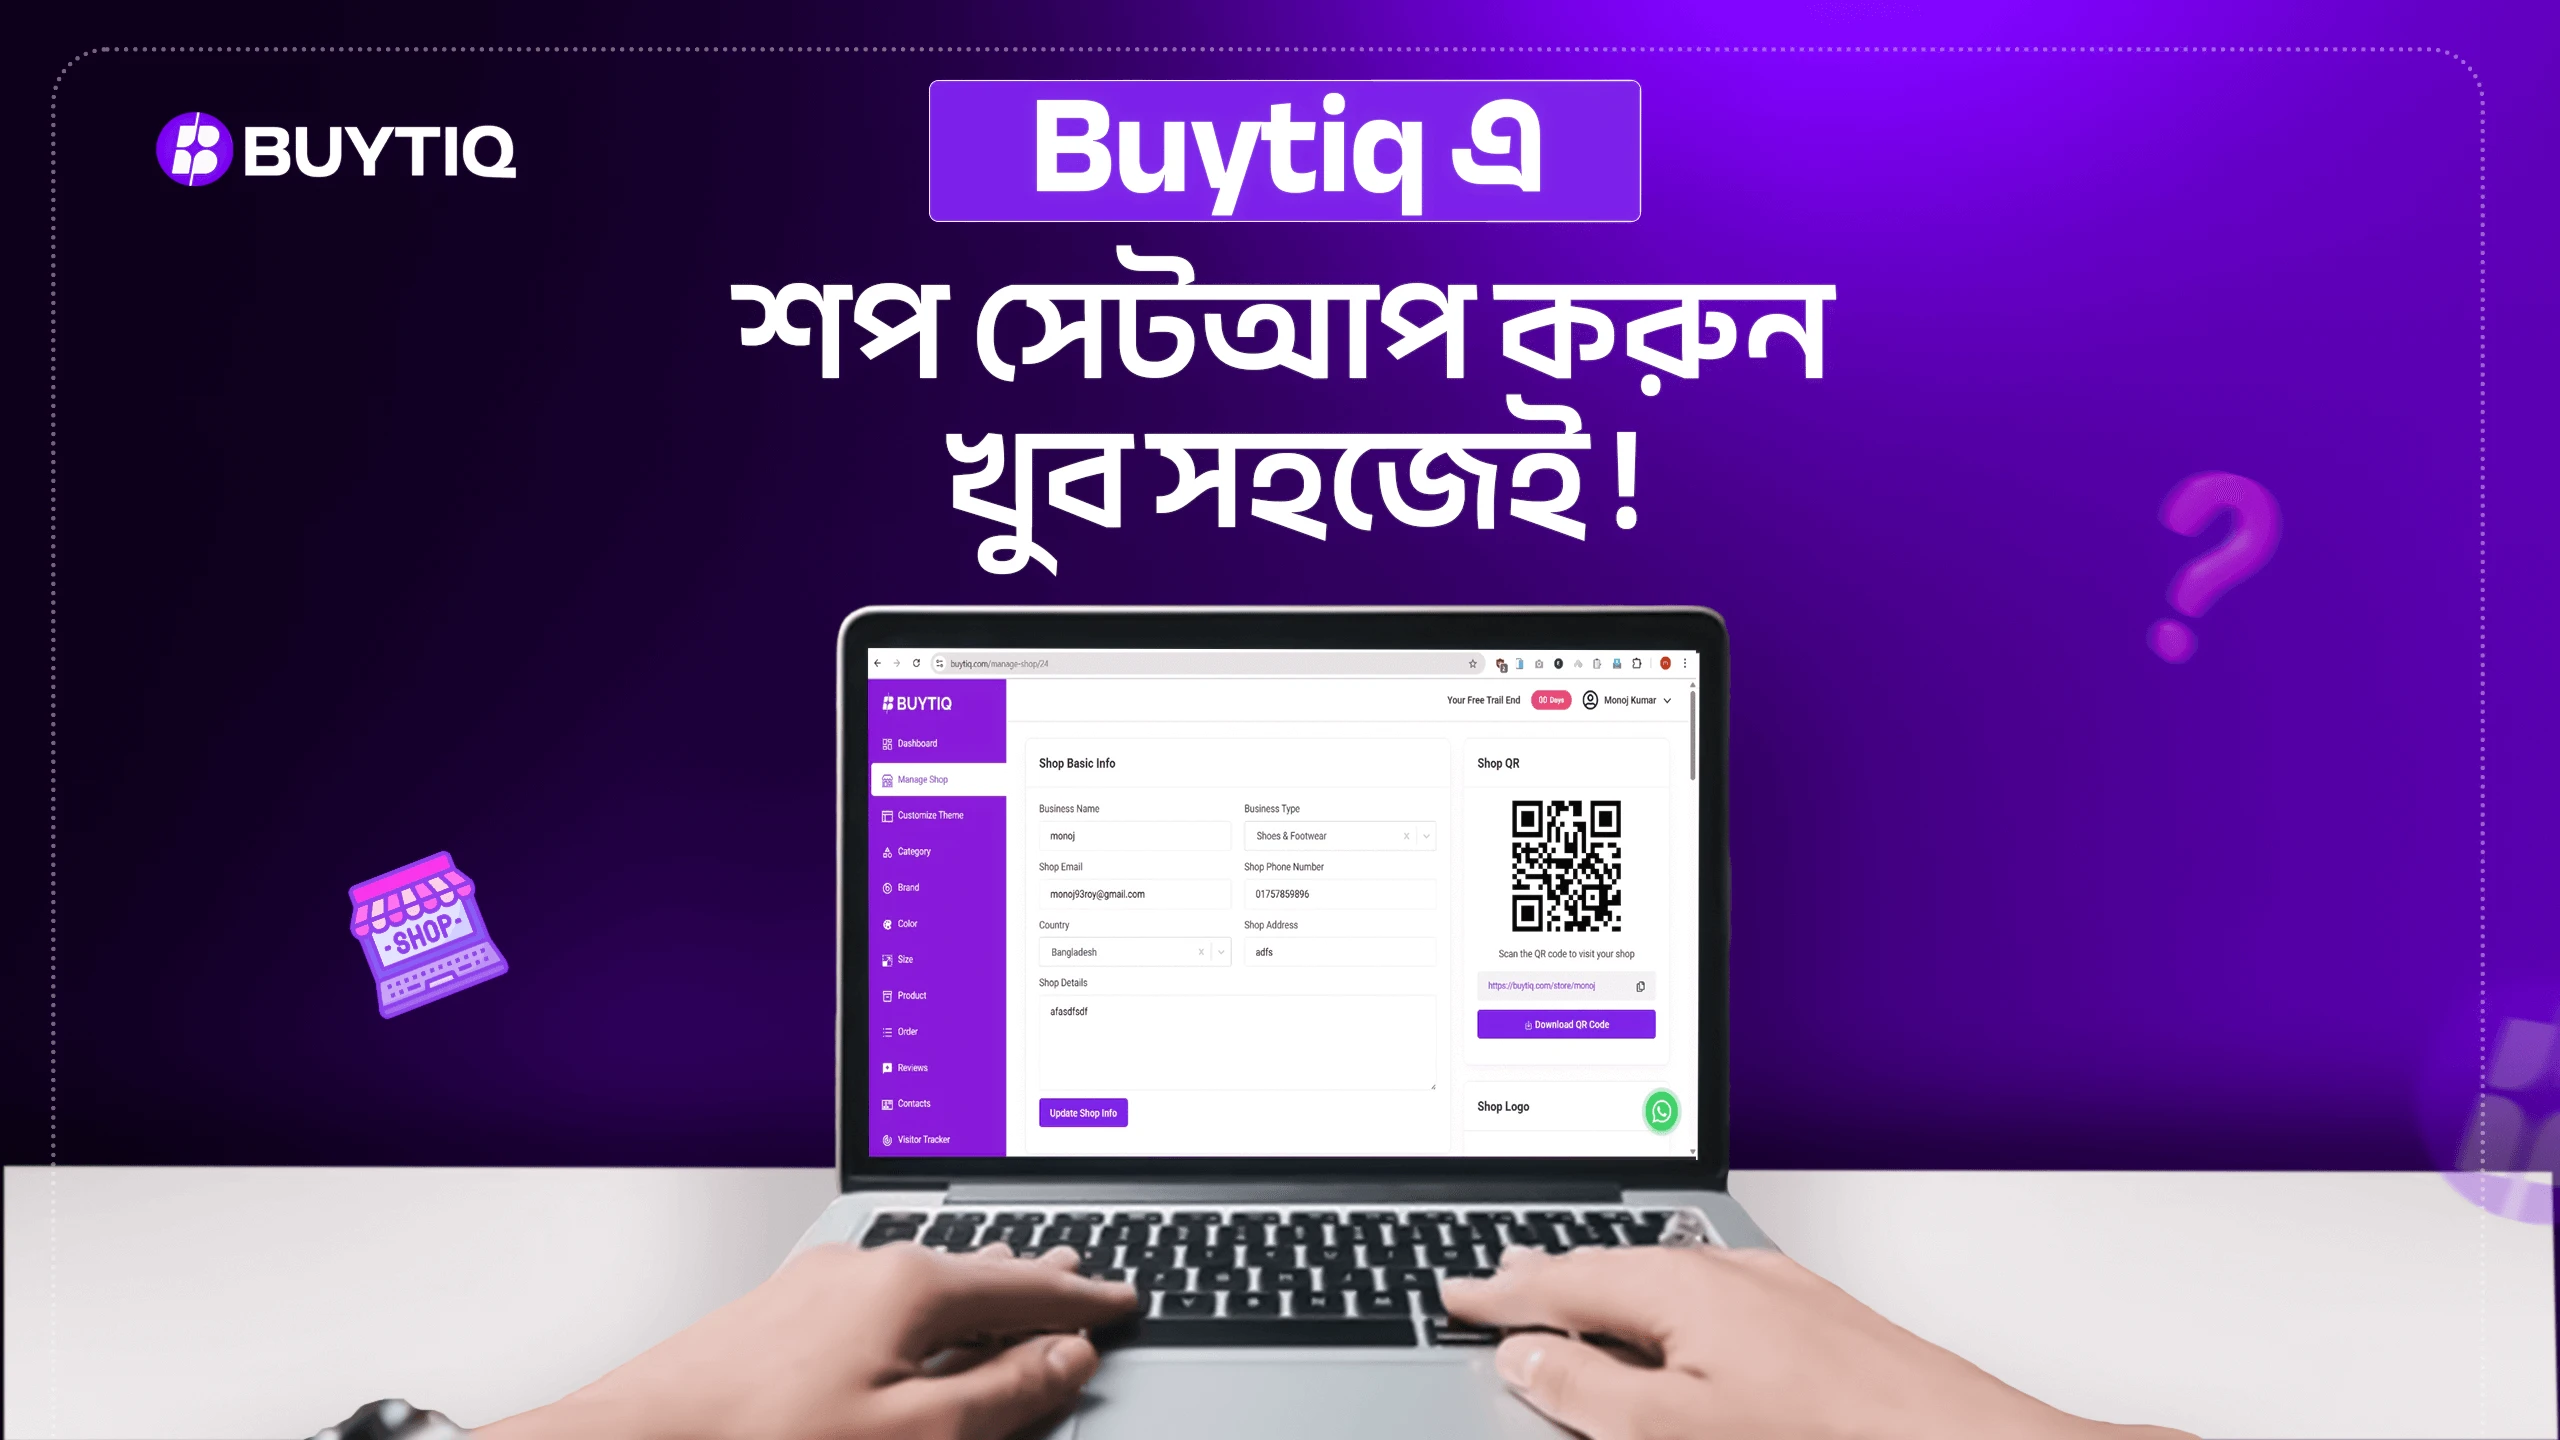 BUYTIQ
Buytiq এ
শপ সেটআপ করুন
খুব সহজেই !
SHOP
buytiq.com/manage-shop/24
BUYTIQ
Your Free Trail End
00 Days
Monoj Kumar
Dashboard
Manage Shop
Customize Theme
Category
Brand
Color
Size
Product
Order
Reviews
Contacts
Visitor Tracker
Shop Basic Info
Business Name
Business Type
monoj
Shoes & Footwear
Shop Email
Shop Phone Number
monoj93roy@gmail.com
01757859896
Country
Shop Address
Bangladesh
adfs
Shop Details
afasdfsdf
Update Shop Info
Shop QR
Scan the QR code to visit your shop
https://buytiq.com/store/monoj
Download QR Code
Shop Logo